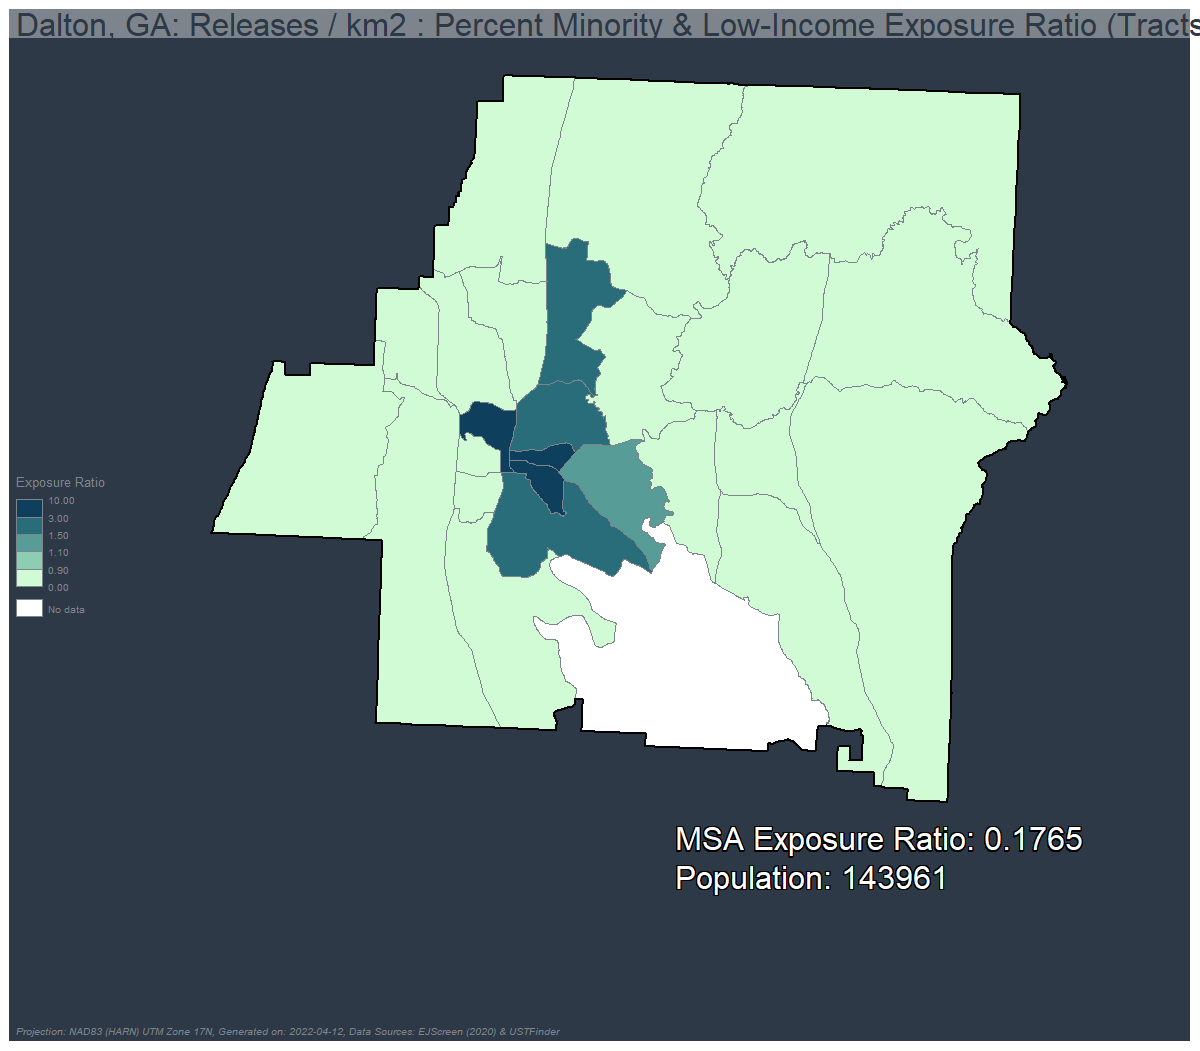 Dalton, GA: Releases / km2 : Percent Minority & Low-Income Exposure Ratio (Tracts
Exposure Ratio
10.00
3.00
1.50
1.10
0.90
0.00
No data
MSA Exposure Ratio: 0.1765
Population: 143961
Projection: NAD83 (HARN) UTM Zone 17N, Generated on: 2022-04-12, Data Sources: EJScreen (2020) & USTFinder